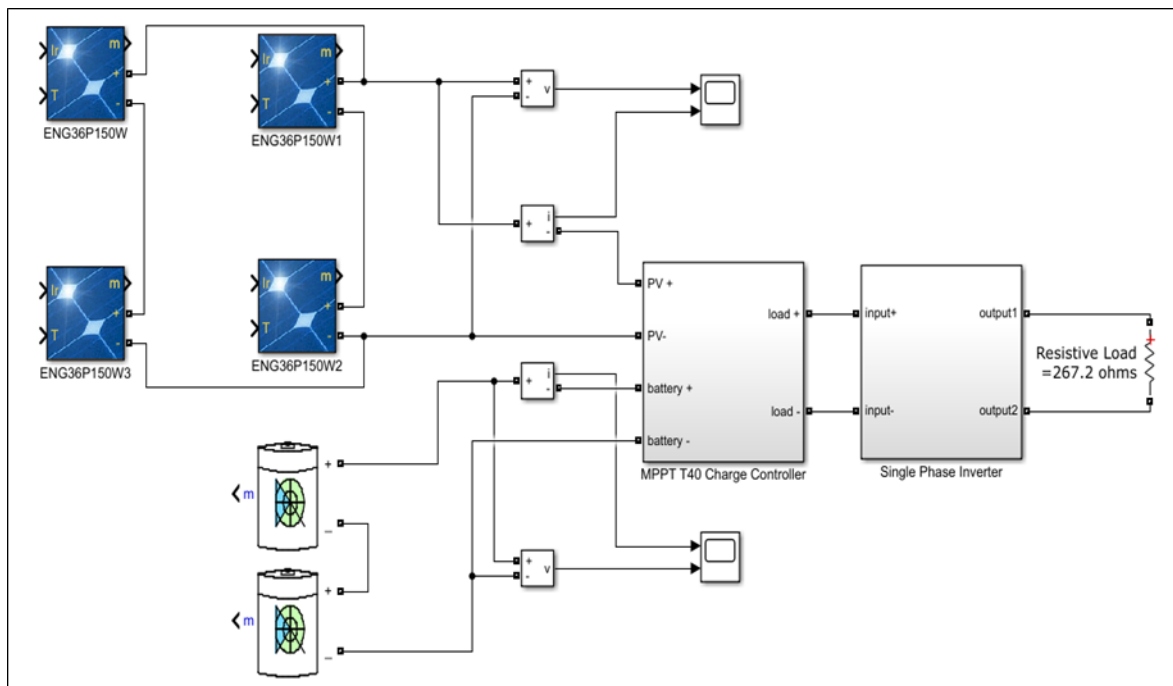 Ir
m
+
T
-
ENG36P150W
Ir
m
+
T
-
ENG36P150W1
+
v
-
i
+
-
Ir
m
+
T
-
ENG36P150W3
Ir
m
+
T
-
ENG36P150W2
PV +
PV-
battery +
battery -
load +
load -
MPPT T40 Charge Controller
input+
input-
output1
output2
Single Phase Inverter
+
Resistive Load
=267.2 ohms
i
+
-
m
+
_
m
+
_
+
v
-